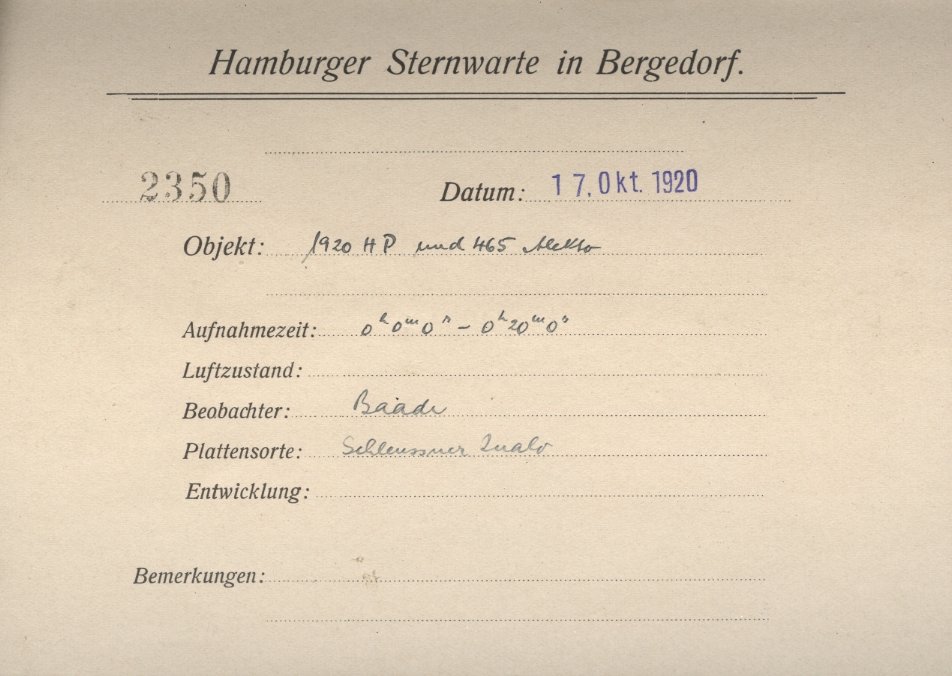 Hamburger Sternwarte in Bergedorf.
2350 Datum: 17. Okt. 1920
Objekt: 1920 HP und 465 Alekto
Aufnahmezeit: 0ʰ0ᵐ0ˢ – 0ʰ20ᵐ0ˢ
Luftzustand:
Beobachter: Baade
Plattensorte: Schleussner
Entwicklung:
Bemerkungen: